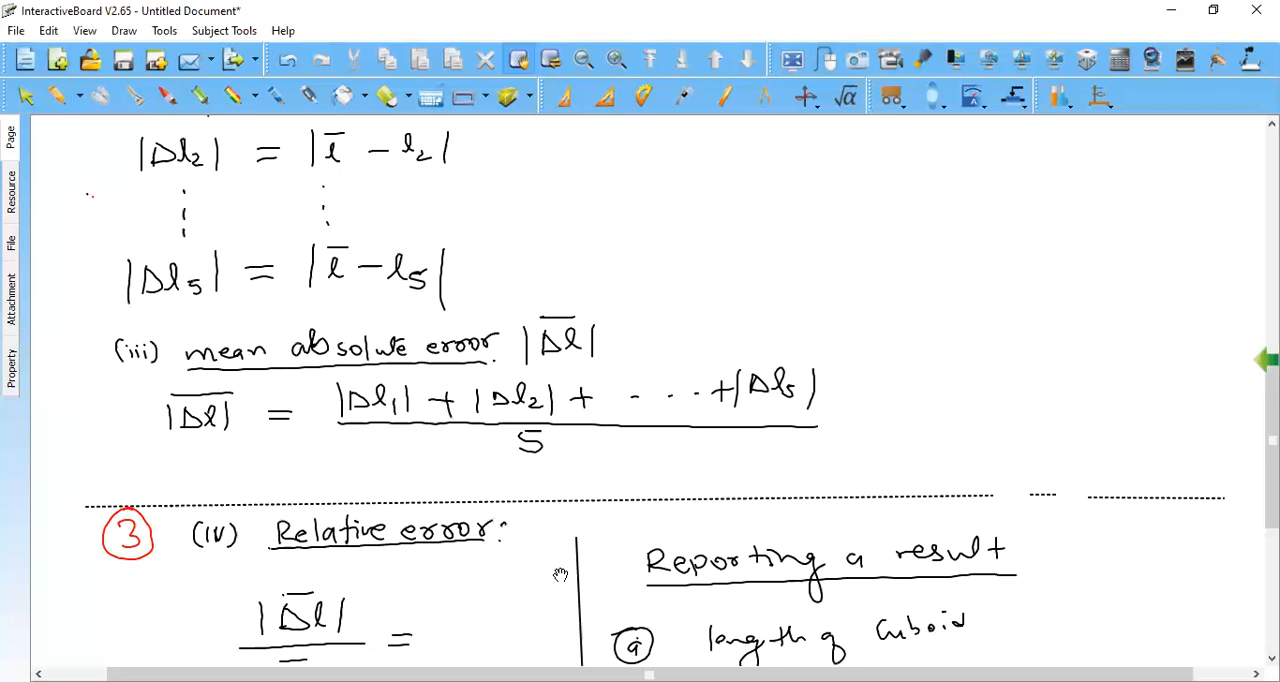 InteractiveBoard V2.65 - Untitled Document*
File Edit View Draw Tools Subject Tools Help
Page
Resource
File
Attachment
Property
|Δl₂| = |l̅ - l₂|
|Δl₅| = |l̅ - l₅|
(iii) mean absolute error. |Δl̅|
|Δl̅| = |Δl₁| + |Δl₂| + . . . . + |Δl₅|
5
3 (iv) Relative error:
|Δl̅| =
Reporting a result
a length of Cuboid